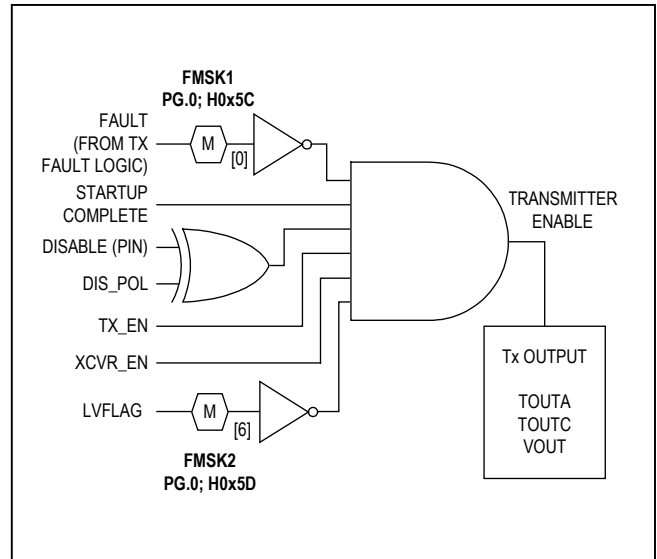 FMSK1
PG.0; H0x5C
FAULT
(FROM TX
FAULT LOGIC)
M
[0]
STARTUP
COMPLETE
DISABLE (PIN)
DIS_POL
TX_EN
XCVR_EN
LVFLAG
M
[6]
FMSK2
PG.0; H0x5D
TRANSMITTER
ENABLE
Tx OUTPUT
TOUTA
TOUTC
VOUT